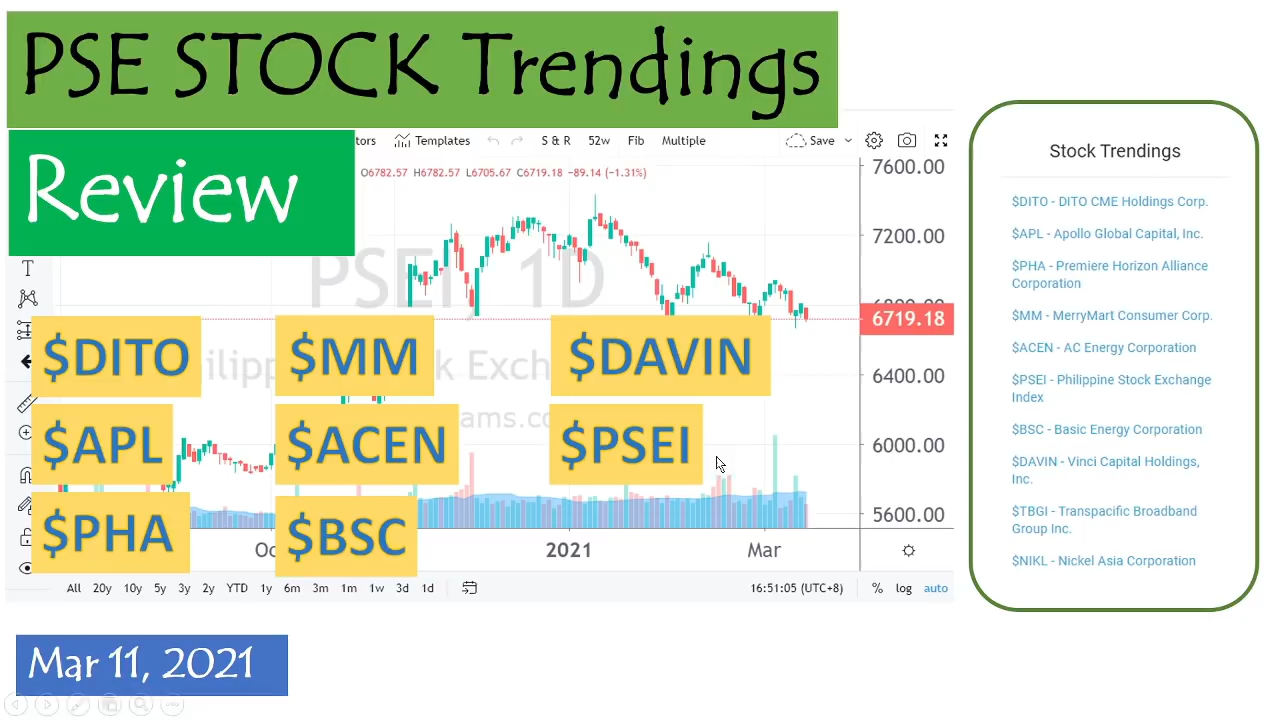 PSE STOCK Trendings
Review
tors Templates S & R 52w Fib Multiple Save
O6782.57 H6782.57 L6705.67 C6719.18 -89.14 (-1.31%)
7600.00
7200.00
6719.18
6400.00
6000.00
5600.00
PSEI, 1D
T
$DITO $MM $DAVIN
$APL $ACEN $PSEI
$PHA $BSC
2021 Mar
All 20y 10y 5y 3y 2y YTD 1y 6m 3m 1m 1w 3d 1d 16:51:05 (UTC+8) % log auto
Mar 11, 2021
Stock Trendings
$DITO - DITO CME Holdings Corp.
$APL - Apollo Global Capital, Inc.
$PHA - Premiere Horizon Alliance
Corporation
$MM - MerryMart Consumer Corp.
$ACEN - AC Energy Corporation
$PSEI - Philippine Stock Exchange
Index
$BSC - Basic Energy Corporation
$DAVIN - Vinci Capital Holdings,
Inc.
$TBGI - Transpacific Broadband
Group Inc.
$NIKL - Nickel Asia Corporation